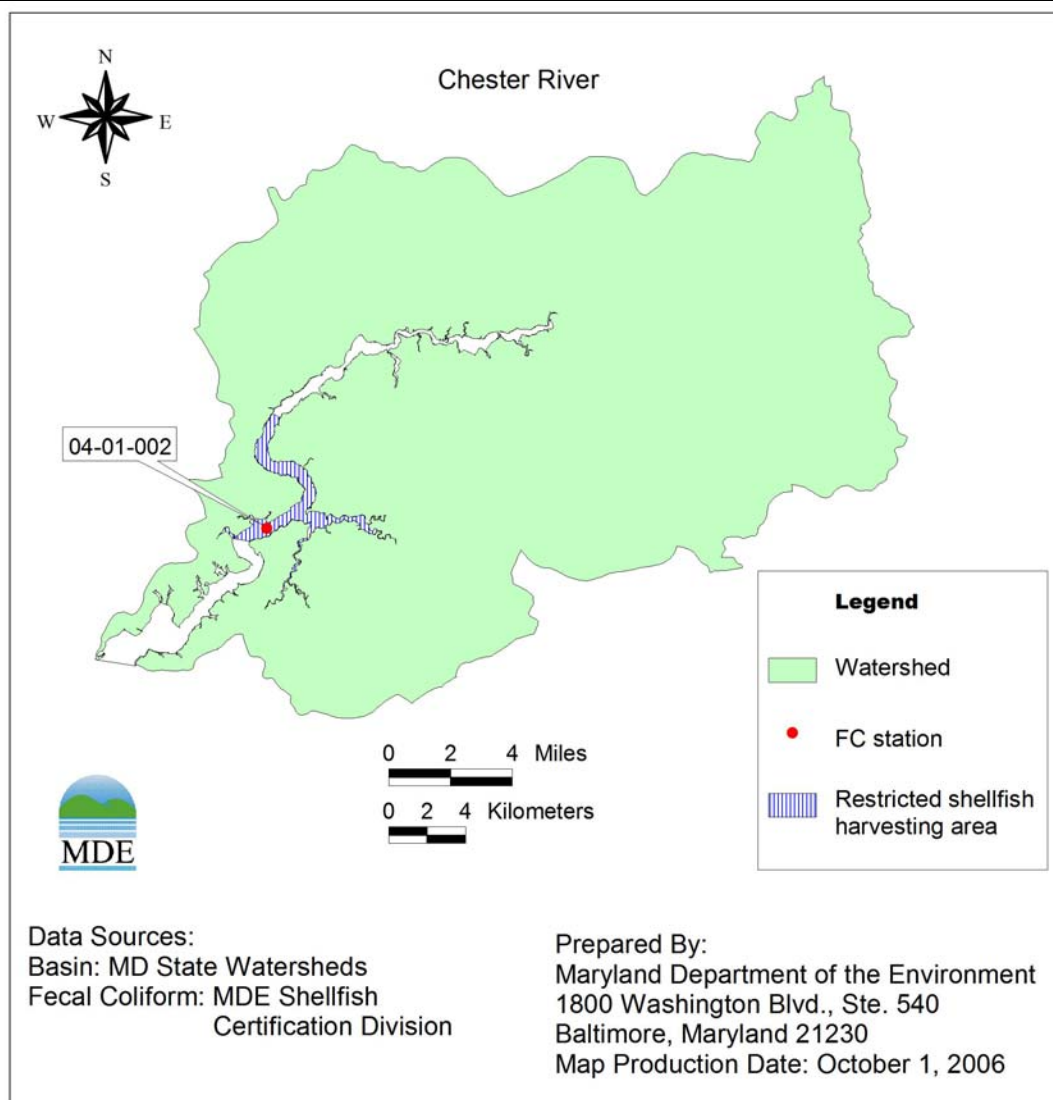 Chester River
N
W E
S
04-01-002
Legend
Watershed
FC station
Restricted shellfish
harvesting area
0 2 4 Miles
0 2 4 Kilometers
MDE
Data Sources:
Basin: MD State Watersheds
Fecal Coliform: MDE Shellfish
Certification Division
Prepared By:
Maryland Department of the Environment
1800 Washington Blvd., Ste. 540
Baltimore, Maryland 21230
Map Production Date: October 1, 2006